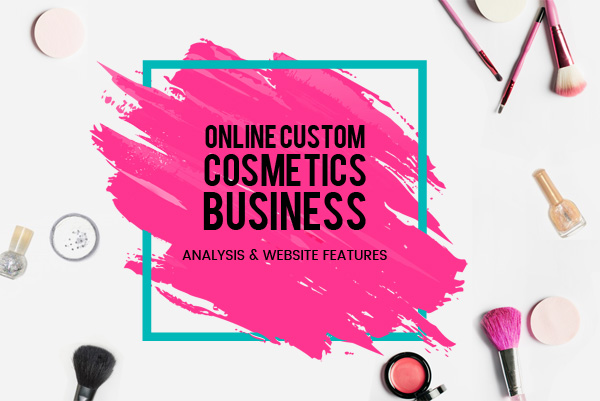 ONLINE CUSTOM
COSMETICS
BUSINESS
ANALYSIS & WEBSITE FEATURES